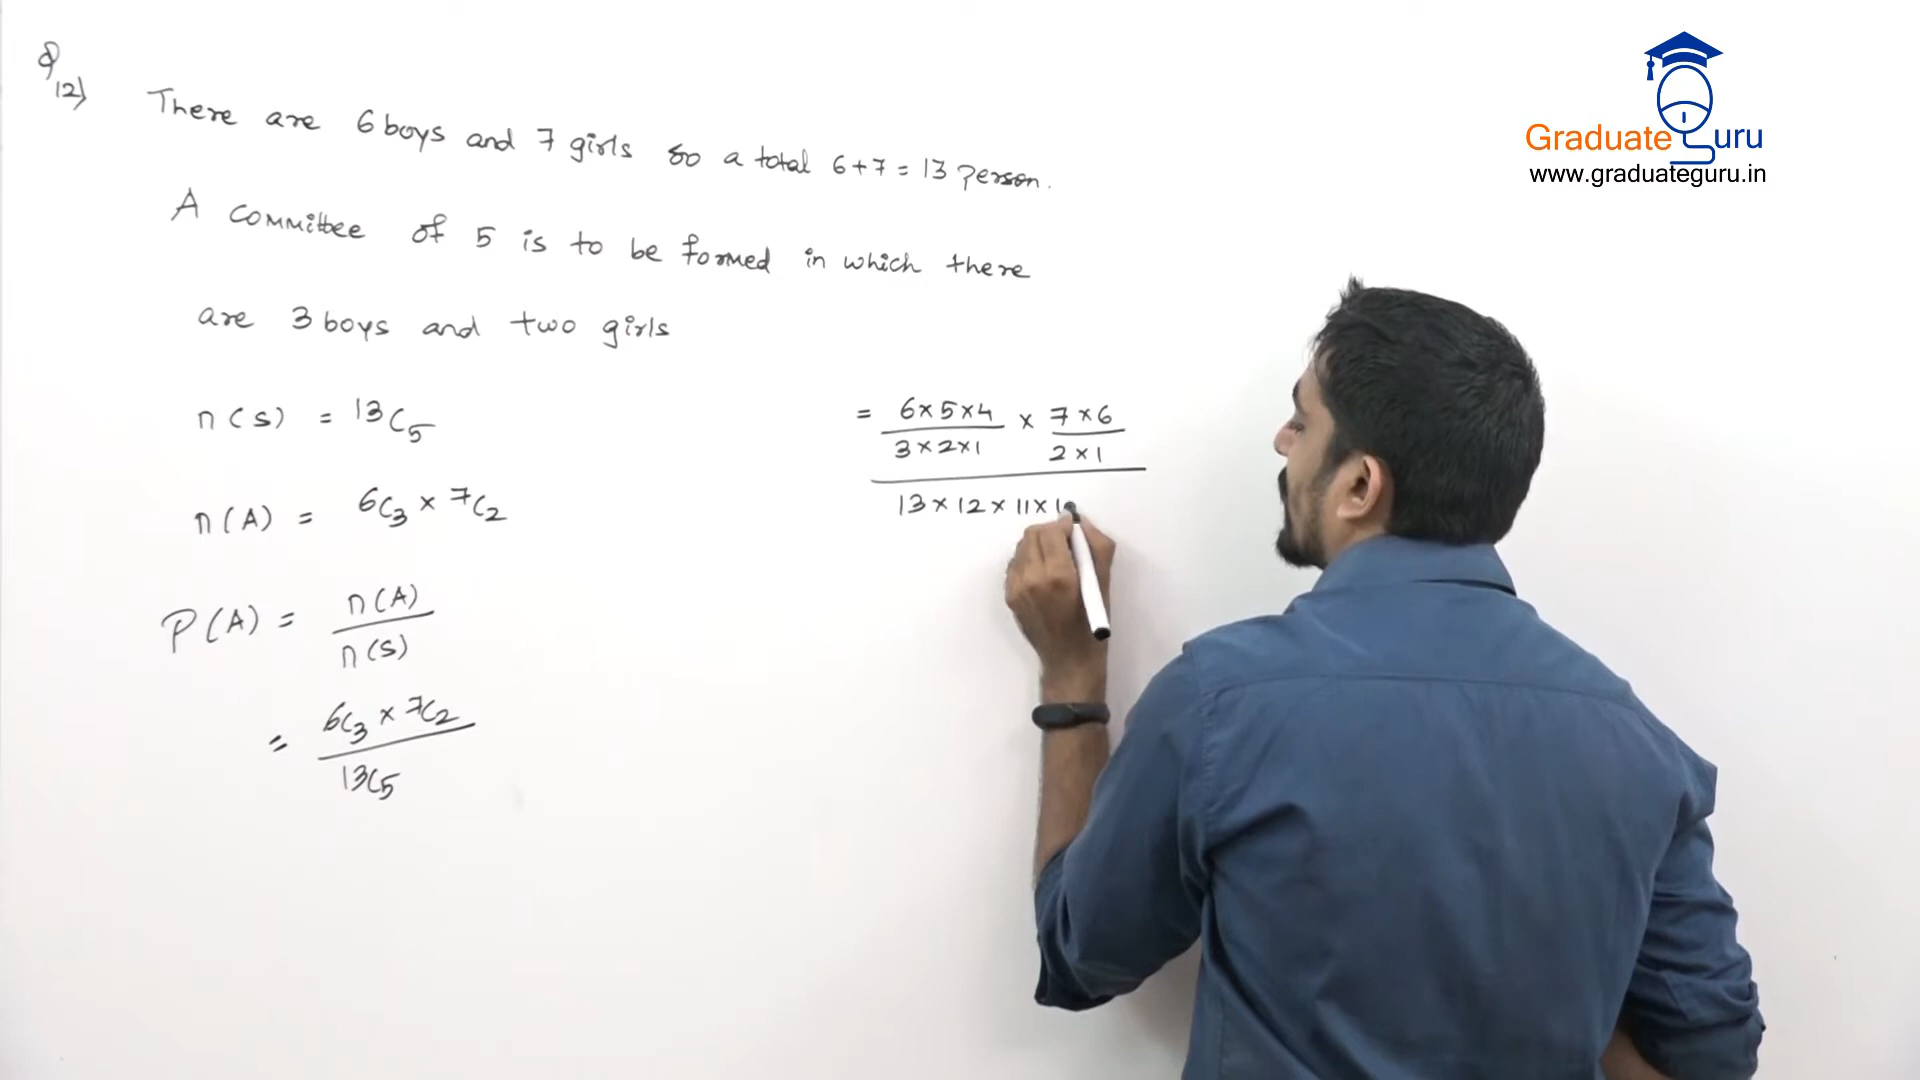 Q
12)
There are 6 boys and 7 girls so a total 6+7 = 13 person.
A committee of 5 is to be formed in which there
are 3 boys and two girls
n(s) = 13C5
n(A) = 6C3 × 7C2
P(A) = n(A)
n(s)
= 6C3 × 7C2
13C5
= 6×5×4 × 7×6
3×2×1 2×1
13×12×11×1
Graduate Guru
www.graduateguru.in